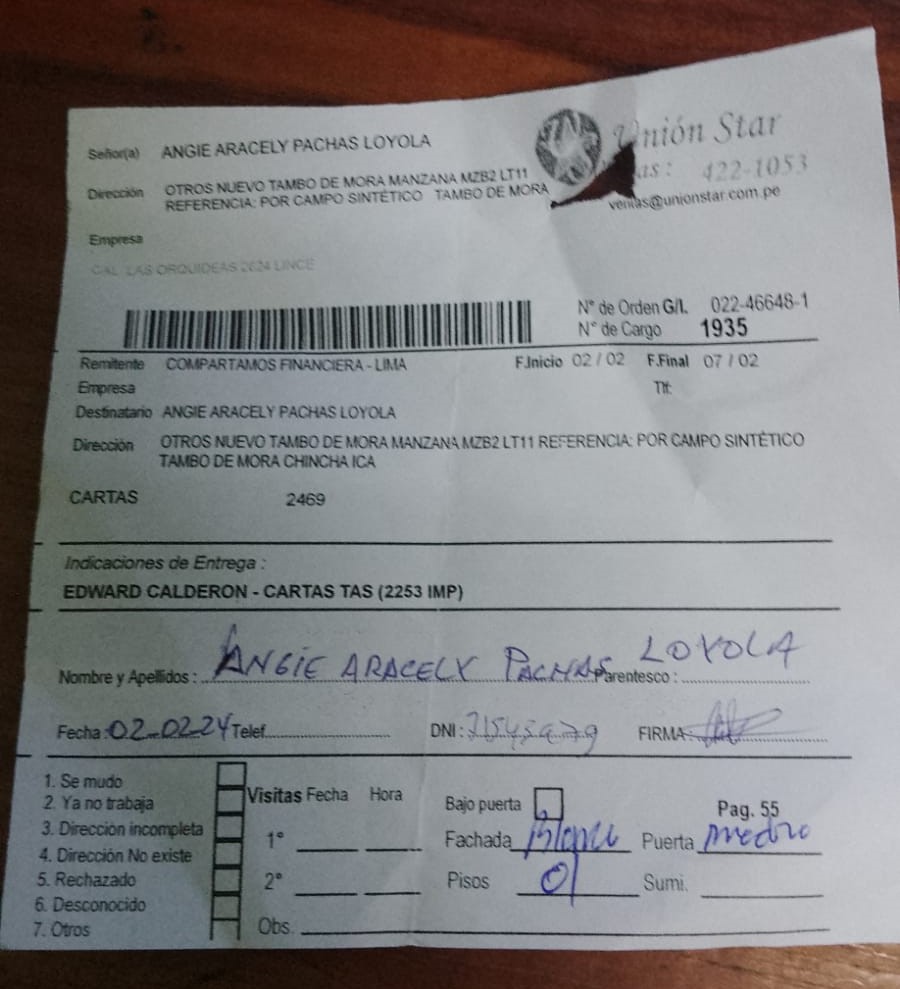 Señor(a) ANGIE ARACELY PACHAS LOYOLA
Unión Star
Dirección OTROS NUEVO TAMBO DE MORA MANZANA MZB2 LT11
REFERENCIA: POR CAMPO SINTÉTICO TAMBO DE MORA
422-1053
ventas@unionstar.com.pe
Empresa
CAL. LAS ORQUIDEAS 2624 LINCE
N° de Orden G/I. 022-46648-1
N° de Cargo 1935
Remitente COMPARTAMOS FINANCIERA - LIMA F.Inicio 02 / 02 F.Final 07 / 02
Empresa Tlf:
Destinatario ANGIE ARACELY PACHAS LOYOLA
Dirección OTROS NUEVO TAMBO DE MORA MANZANA MZB2 LT11 REFERENCIA: POR CAMPO SINTÉTICO
TAMBO DE MORA CHINCHA ICA
CARTAS 2469
Indicaciones de Entrega :
EDWARD CALDERON - CARTAS TAS (2253 IMP)
Nombre y Apellidos : ANGIE ARACELY PACHAS LOYOLA Parentesco :
Fecha : 02-02-24 Telef. DNI : FIRMA:
1. Se mudo
2. Ya no trabaja
3. Dirección incompleta
4. Dirección No existe
5. Rechazado
6. Desconocido
7. Otros
Visitas Fecha Hora
1°
2°
Obs.
Bajo puerta Pag. 55
Fachada Blanco Puerta
Pisos 01 Sumi.